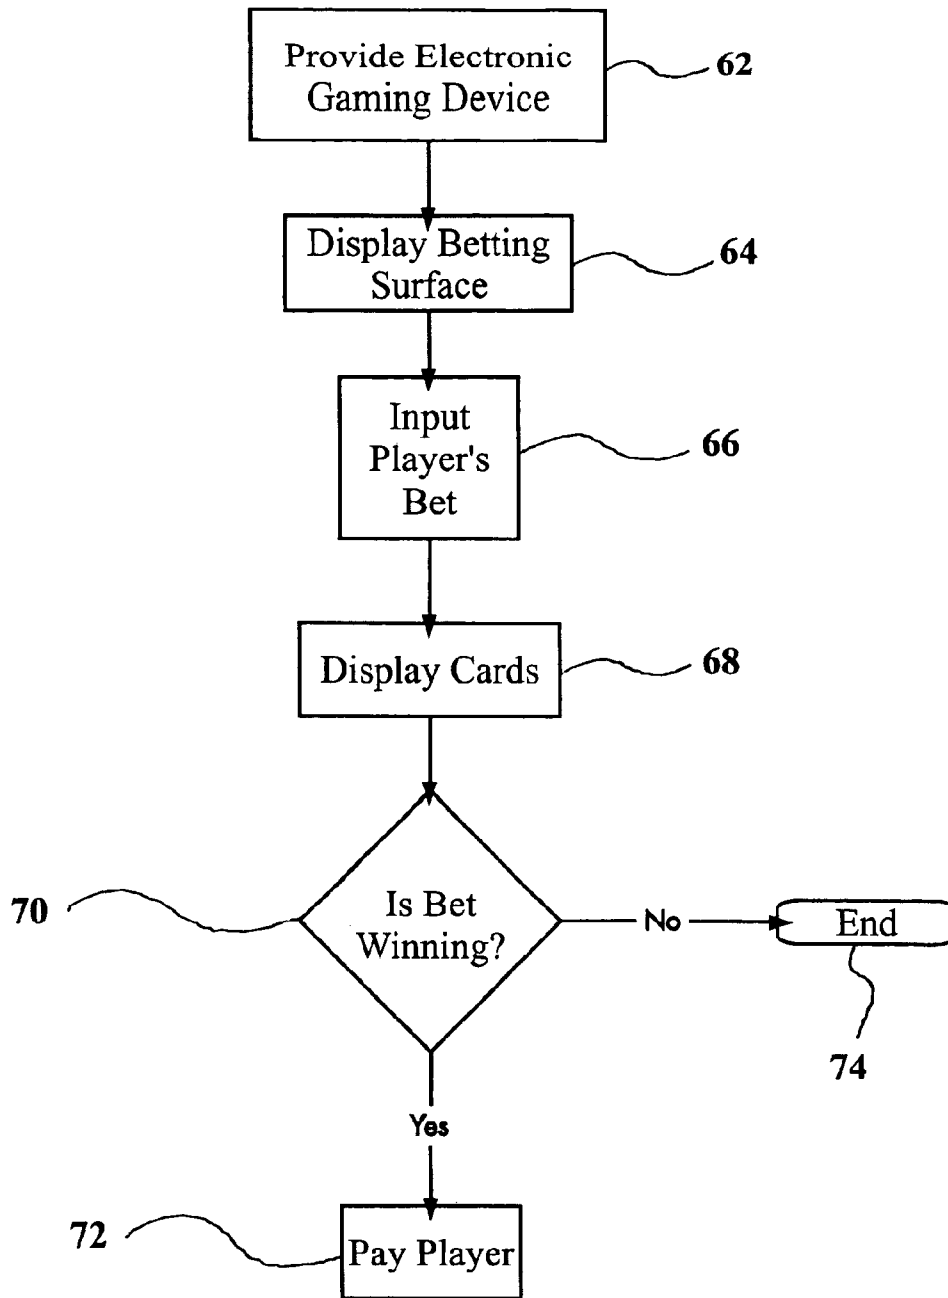 Provide Electronic
Gaming Device
62
Display Betting
Surface
64
Input
Player's
Bet
66
Display Cards
68
70
Is Bet
Winning?
No
End
74
Yes
72
Pay Player